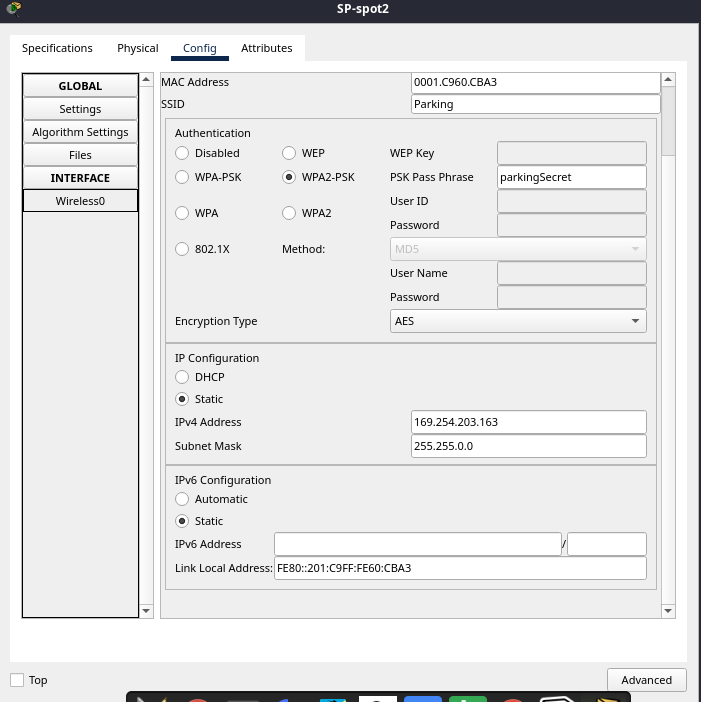 SP-spot2
Specifications Physical Config Attributes
GLOBAL
Settings
Algorithm Settings
Files
INTERFACE
Wireless0
MAC Address 0001.C960.CBA3
SSID Parking
Authentication
Disabled WEP WEP Key
WPA-PSK WPA2-PSK PSK Pass Phrase parkingSecret
User ID
WPA WPA2
Password
802.1X Method: MD5
User Name
Password
Encryption Type AES
IP Configuration
DHCP
Static
IPv4 Address 169.254.203.163
Subnet Mask 255.255.0.0
IPv6 Configuration
Automatic
Static
IPv6 Address /
Link Local Address: FE80::201:C9FF:FE60:CBA3
Top Advanced